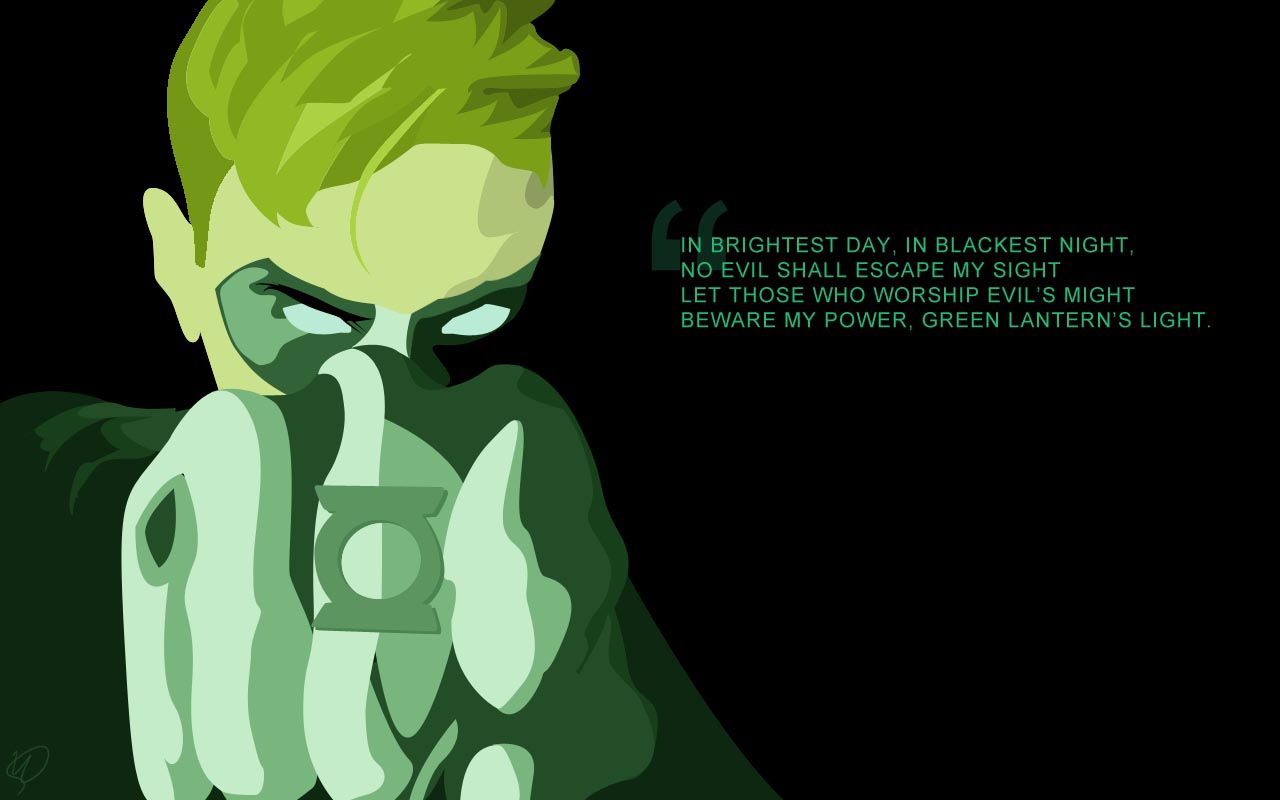 “
IN BRIGHTEST DAY, IN BLACKEST NIGHT,
NO EVIL SHALL ESCAPE MY SIGHT
LET THOSE WHO WORSHIP EVIL’S MIGHT
BEWARE MY POWER, GREEN LANTERN’S LIGHT.